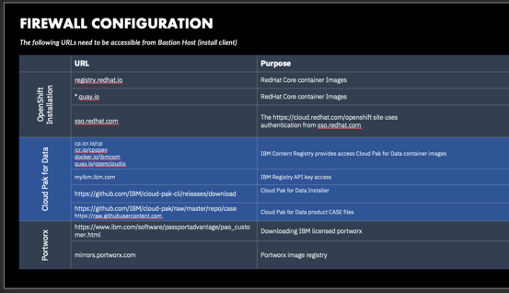 FIREWALL CONFIGURATION
The following URLs need to be accessible from Bastion Host (install client)
URL
Purpose
OpenShift
Installation
registry.redhat.io
RedHat Core container Images
*.quay.io
RedHat Core container Images
sso.redhat.com
The https://cloud.redhat.com/openshift site uses
authentication from sso.redhat.com
Cloud Pak for Data
cp.icr.io/cp
icr.io/cpopen
docker.io/ibmcom
quay.io/opencloudio
IBM Content Registry provides access Cloud Pak for Data container images
myibm.ibm.com
IBM Registry API key access
https://github.com/IBM/cloud-pak-cli/releases/download
Cloud Pak for Data Installer
https://github.com/IBM/cloud-pak/raw/master/repo/case
https://raw.githubusercontent.com
Cloud Pak for Data product CASE files
Portworx
https://www.ibm.com/software/passportadvantage/pao_custo
mer.html
Downloading IBM licensed portworx
mirrors.portworx.com
Portworx image registry